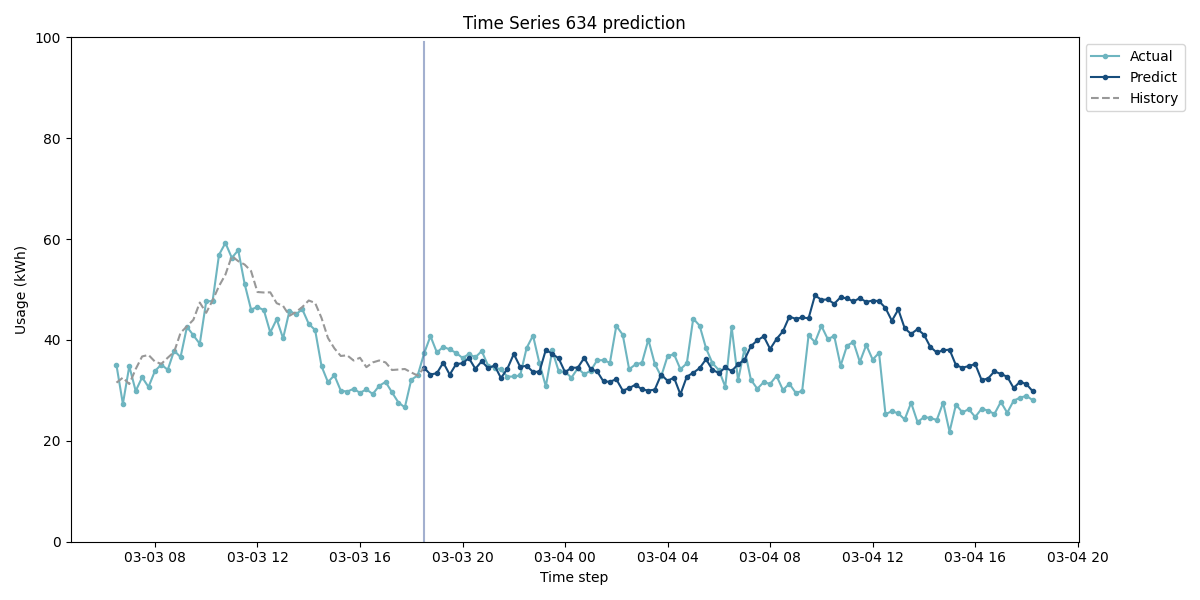 Time Series 634 prediction
100
80
60
40
20
0
Usage (kWh)
03-03 08
03-03 12
03-03 16
03-03 20
03-04 00
03-04 04
03-04 08
03-04 12
03-04 16
03-04 20
Time step
Actual
Predict
History